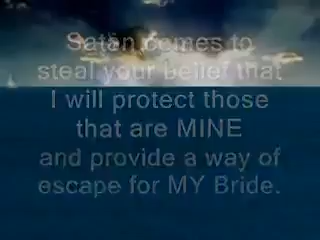 Satan comes to
steal your belief that
I will protect those
that are MINE
and provide a way of
escape for MY Bride.